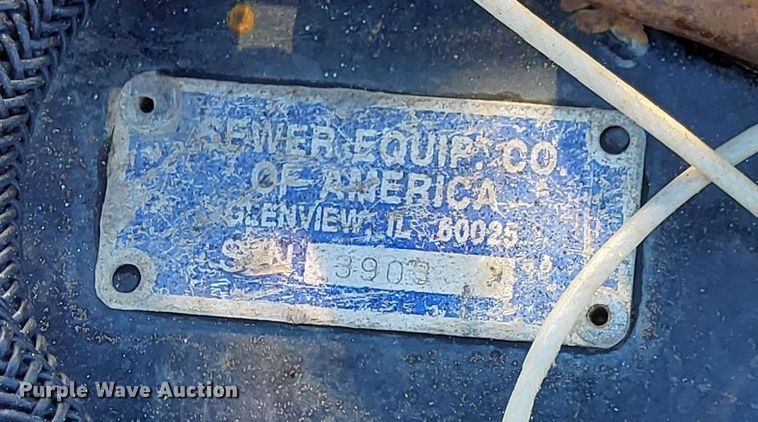 SEWER EQUIP. CO.
OF AMERICA
GLENVIEW, IL 60025
S/N 3903
Purple Wave Auction